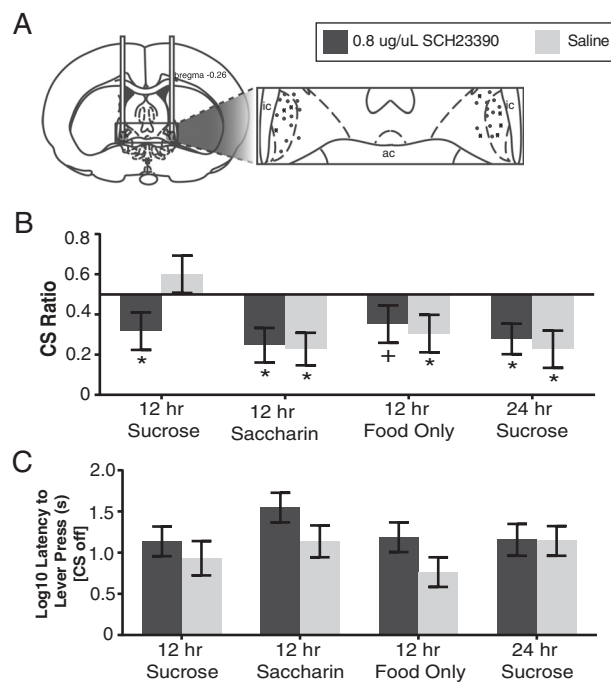 A
0.8 ug/uL SCH23390 Saline
bregma -0.26
ic
ic
ac
B
CS Ratio
0.8
0.6
0.4
0.2
0
*
* *
+ *
* *
12 hr Sucrose
12 hr Saccharin
12 hr Food Only
24 hr Sucrose
C
Log10 Latency to
Lever Press (s)
[CS off]
2.0
1.5
1.0
0.5
0
12 hr Sucrose
12 hr Saccharin
12 hr Food Only
24 hr Sucrose